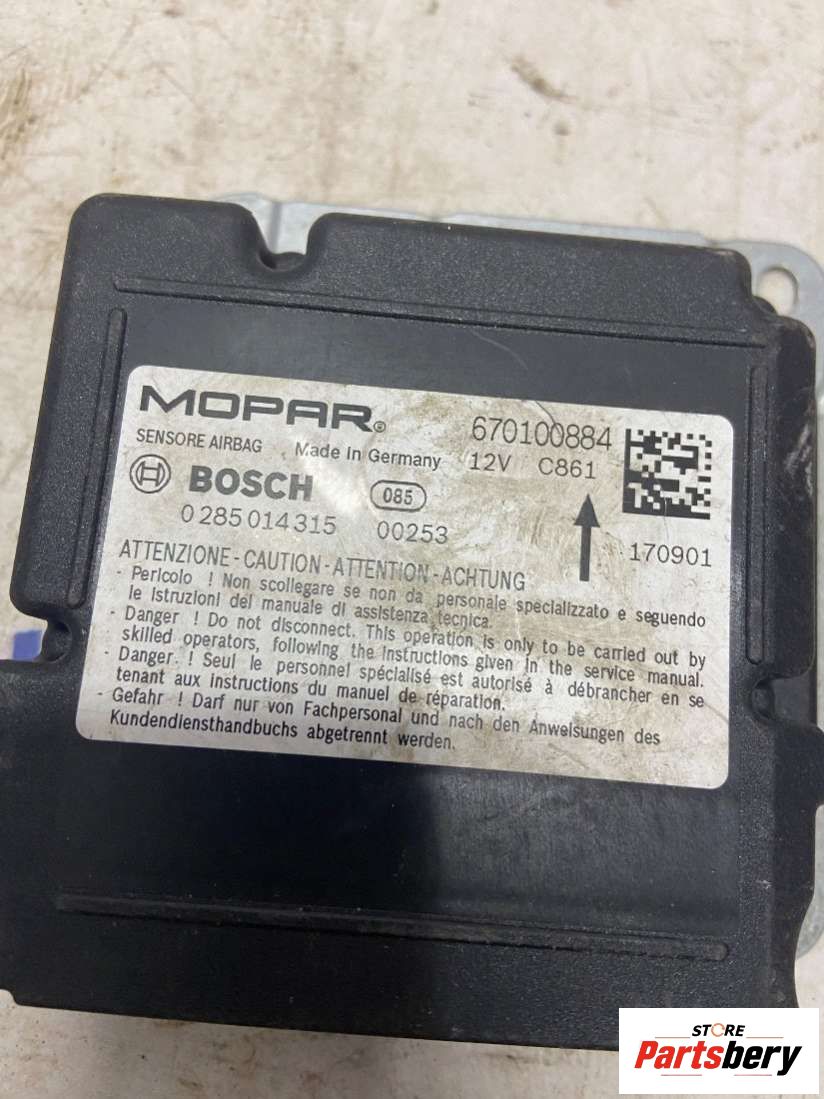 MOPAR®
670100884
SENSORE AIRBAG Made In Germany 12V C861
BOSCH 085
0 285 014 315 00253
170901
ATTENZIONE - CAUTION - ATTENTION - ACHTUNG
- Pericolo ! Non scollegare se non da personale specializzato e seguendo
le istruzioni del manuale di assistenza tecnica.
- Danger ! Do not disconnect. This operation is only to be carried out by
skilled operators, following the instructions given in the service manual.
- Danger ! Seul le personnel spécialisé est autorisé à débrancher en se
tenant aux instructions du manuel de réparation.
- Gefahr ! Darf nur von Fachpersonal und nach den Anweisungen des
Kundendiensthandbuchs abgetrennt werden.
STORE
Partsbery